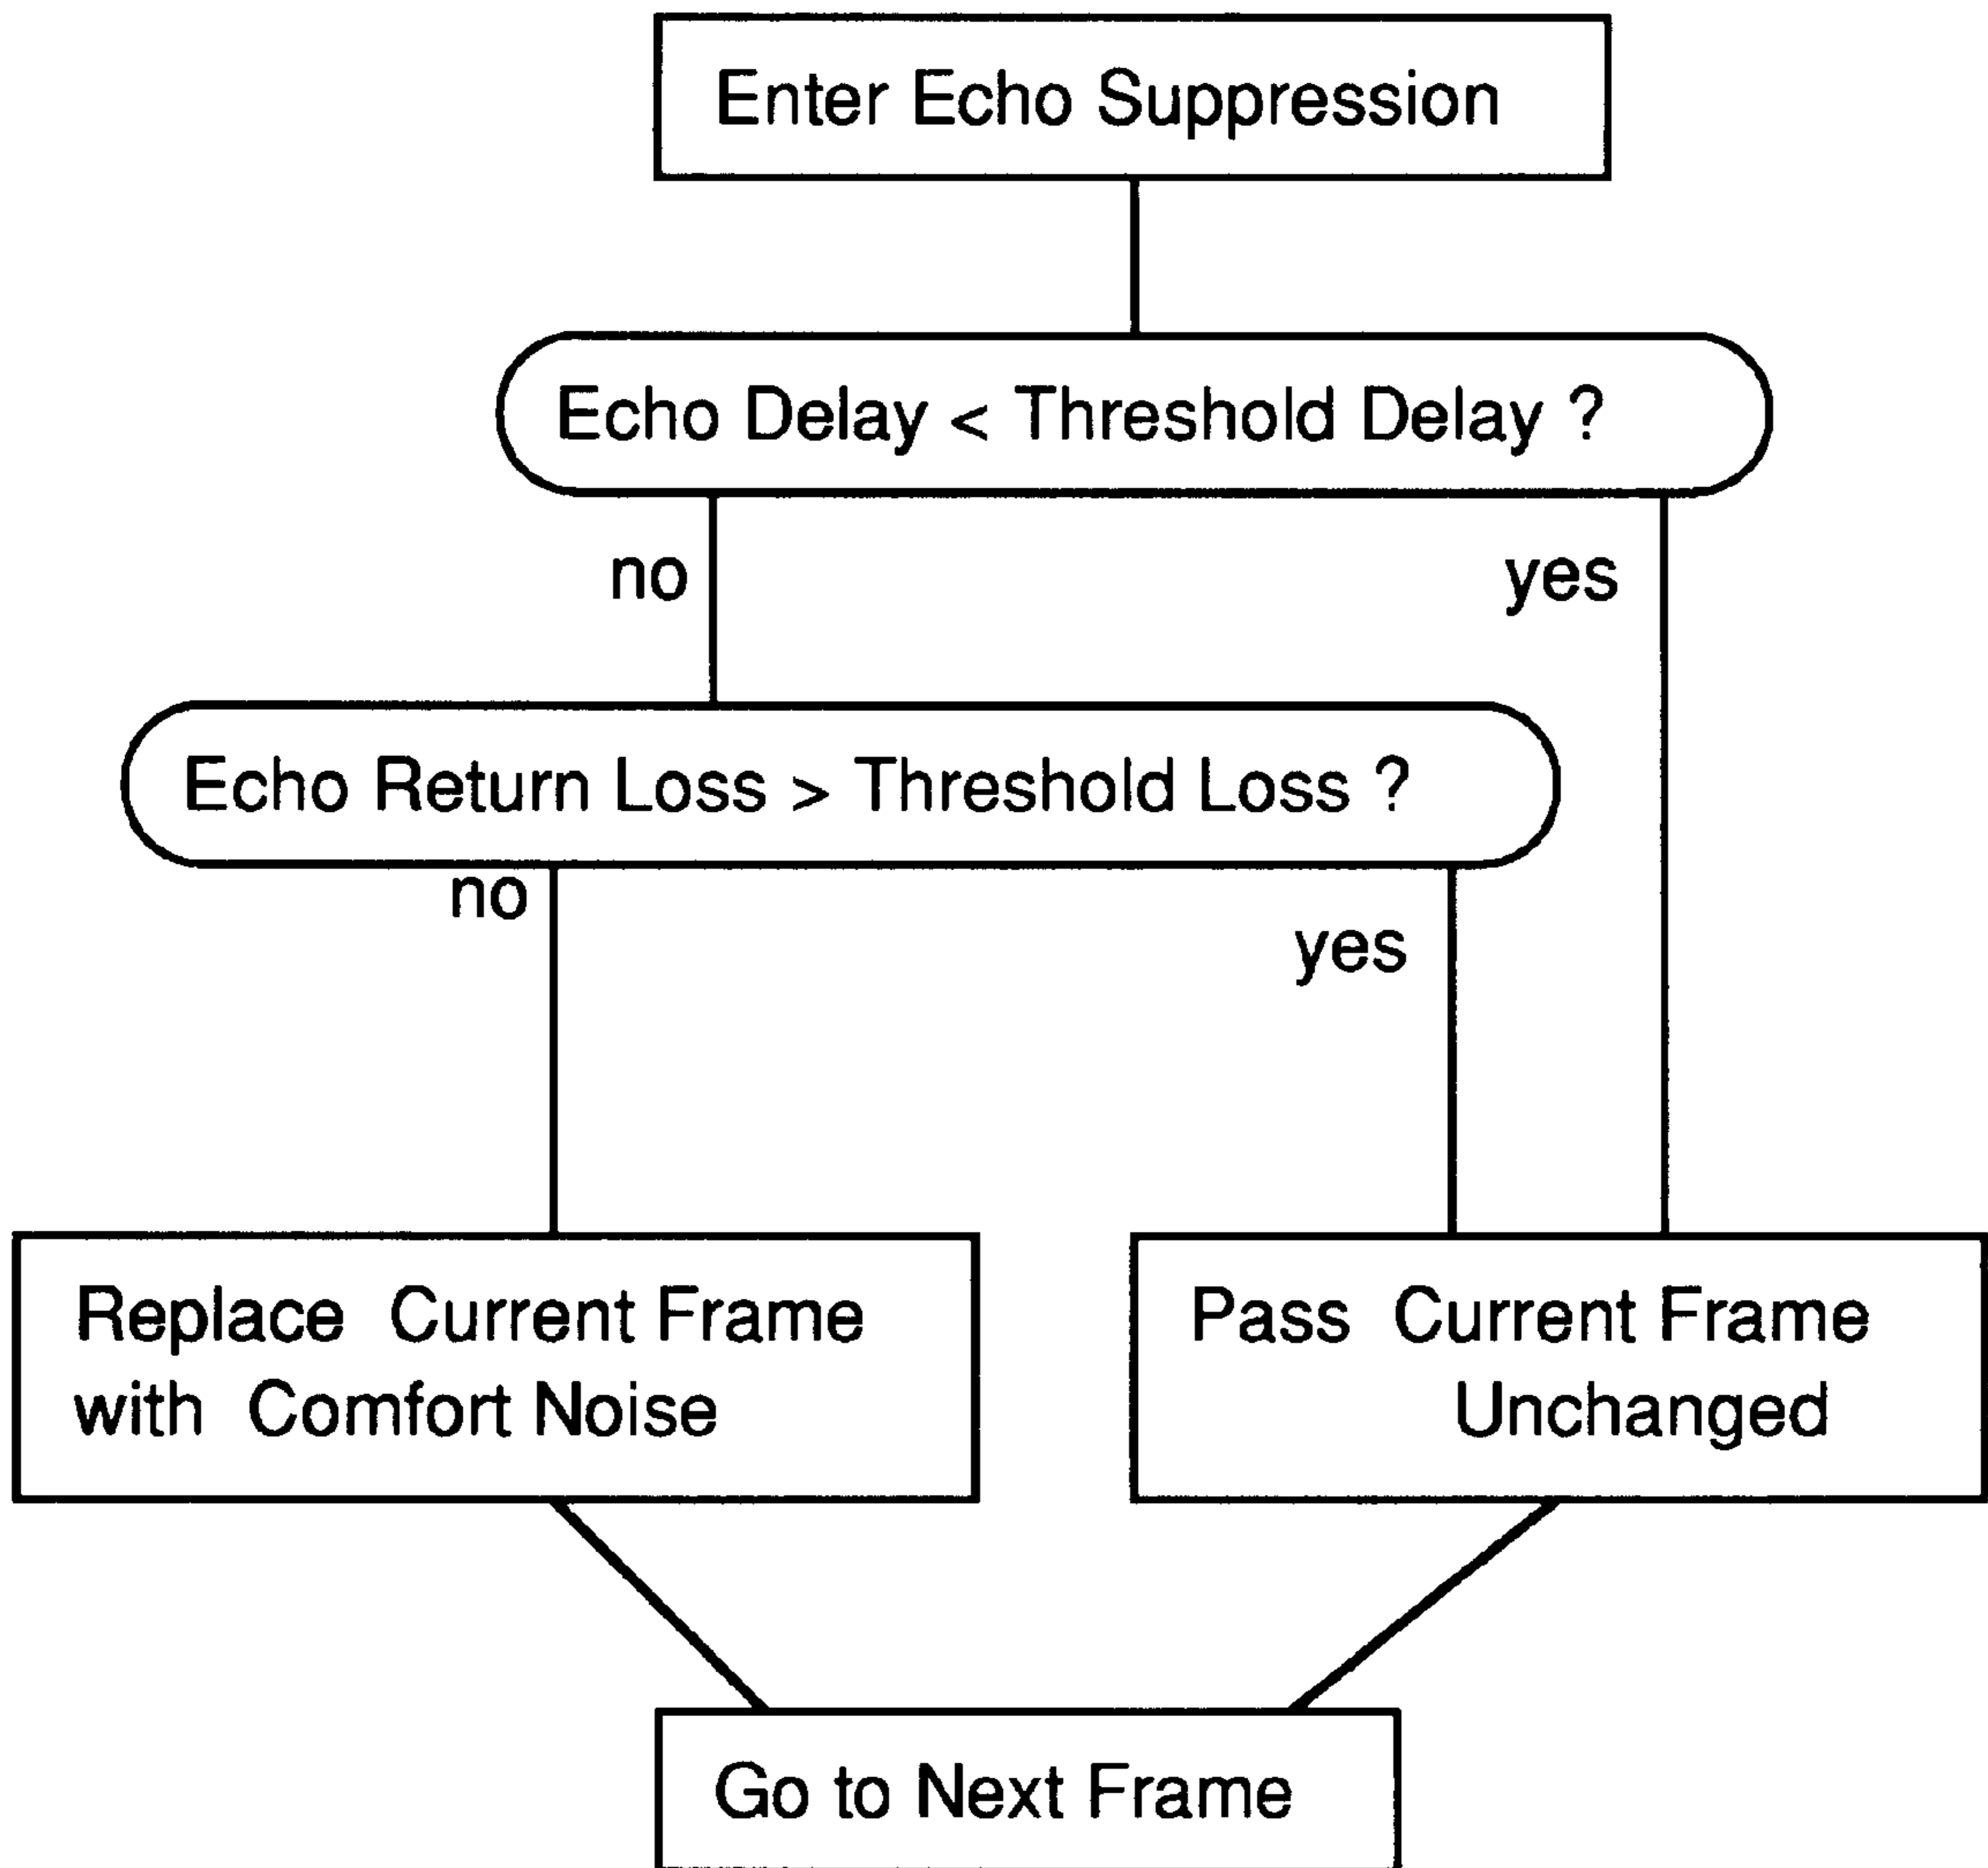 Enter Echo Suppression
Echo Delay < Threshold Delay ?
no
yes
Echo Return Loss > Threshold Loss ?
no
yes
Replace Current Frame
with Comfort Noise
Pass Current Frame
Unchanged
Go to Next Frame